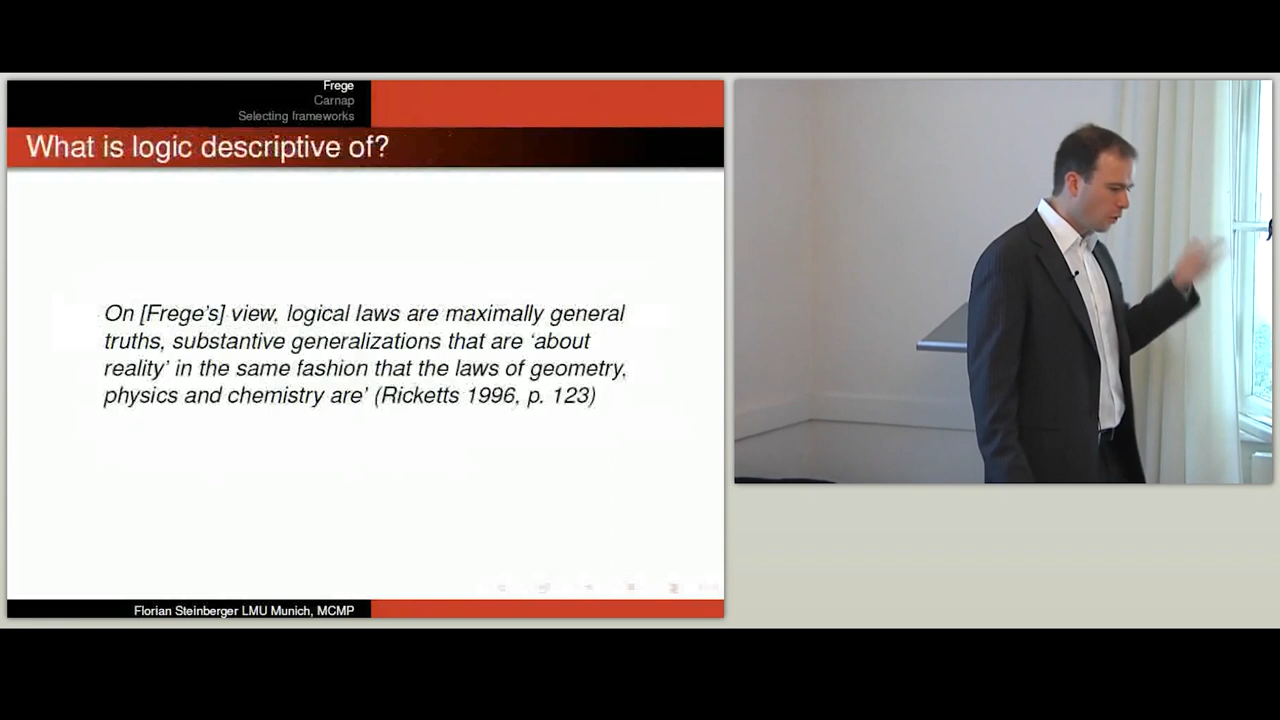 Frege
Carnap
Selecting frameworks
What is logic descriptive of?
On [Frege's] view, logical laws are maximally general
truths, substantive generalizations that are ‘about
reality’ in the same fashion that the laws of geometry,
physics and chemistry are’ (Ricketts 1996, p. 123)
Florian Steinberger LMU Munich, MCMP